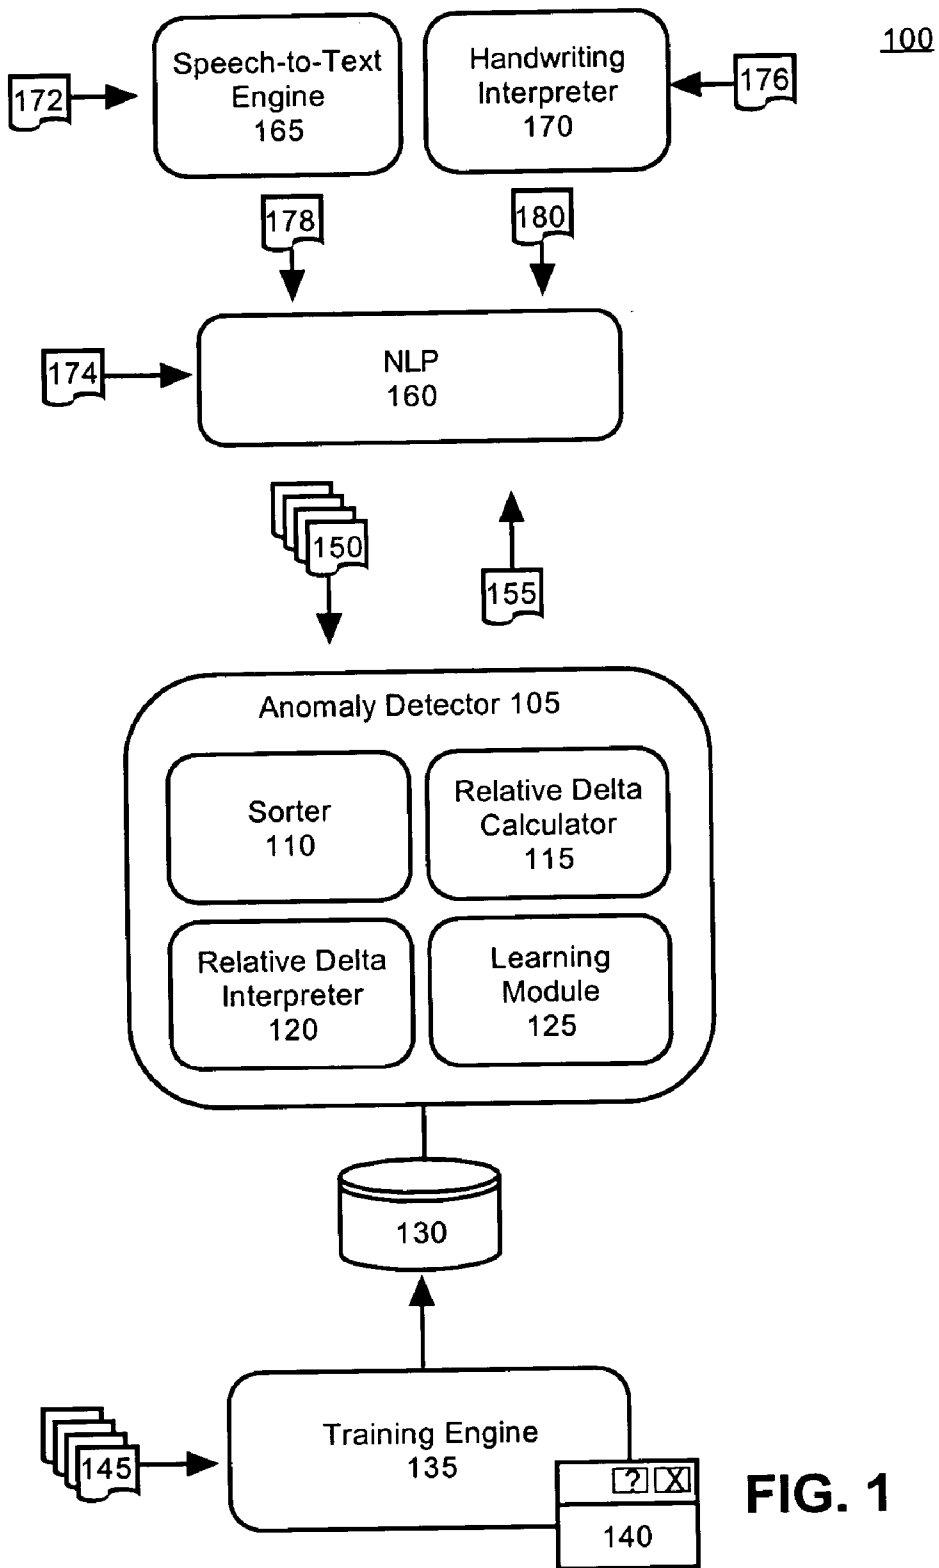 100
Speech-to-Text
Engine
165
Handwriting
Interpreter
170
172
176
178
180
NLP
160
174
150
155
Anomaly Detector 105
Sorter
110
Relative Delta
Calculator
115
Relative Delta
Interpreter
120
Learning
Module
125
130
Training Engine
135
145
? X
140
FIG. 1